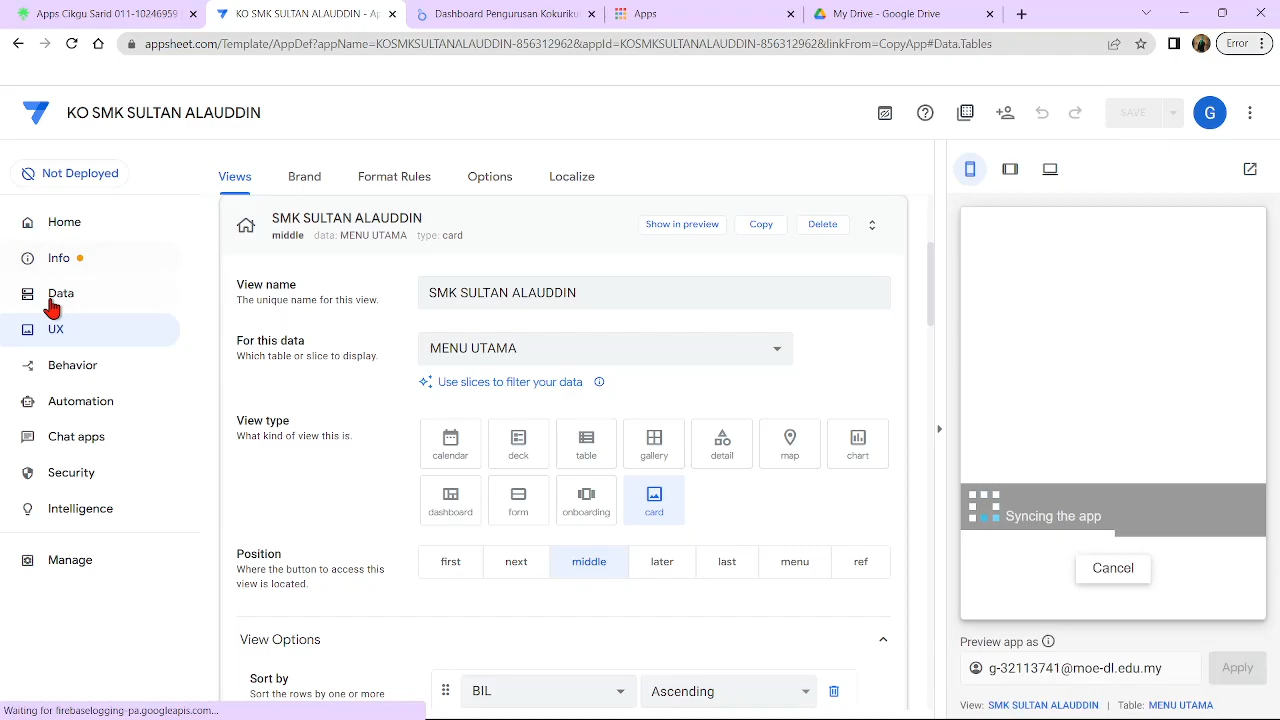 Apps Cikgu Sarid 011-10246959
KO SMK SULTAN ALAUDDIN - Ap
Dashboard Pengurusan Kokuriku
Apps
My Drive - Google Drive
appsheet.com/Template/AppDef?appName=KOSMKSULTANALAUDDIN-856312962&appId=KOSMKSULTANALAUDDIN-856312962&linkFrom=CopyApp#Data.Tables
Error
KO SMK SULTAN ALAUDDIN
SAVE
G
Not Deployed
Home
Info
Data
UX
Behavior
Automation
Chat apps
Security
Intelligence
Manage
Views
Brand
Format Rules
Options
Localize
SMK SULTAN ALAUDDIN
middle data: MENU UTAMA type: card
Show in preview
Copy
Delete
View name
The unique name for this view.
SMK SULTAN ALAUDDIN
For this data
Which table or slice to display.
MENU UTAMA
Use slices to filter your data
View type
What kind of view this is.
calendar
deck
table
gallery
detail
map
chart
dashboard
form
onboarding
card
Position
Where the button to access this
view is located.
first
next
middle
later
last
menu
ref
View Options
Sort by
Sort the rows by one or more
BIL
Ascending
Syncing the app
Cancel
Preview app as
g-32113741@moe-dl.edu.my
Apply
View: SMK SULTAN ALAUDDIN | Table: MENU UTAMA
Waiting for firebaselogging-pa.googleapis.com...